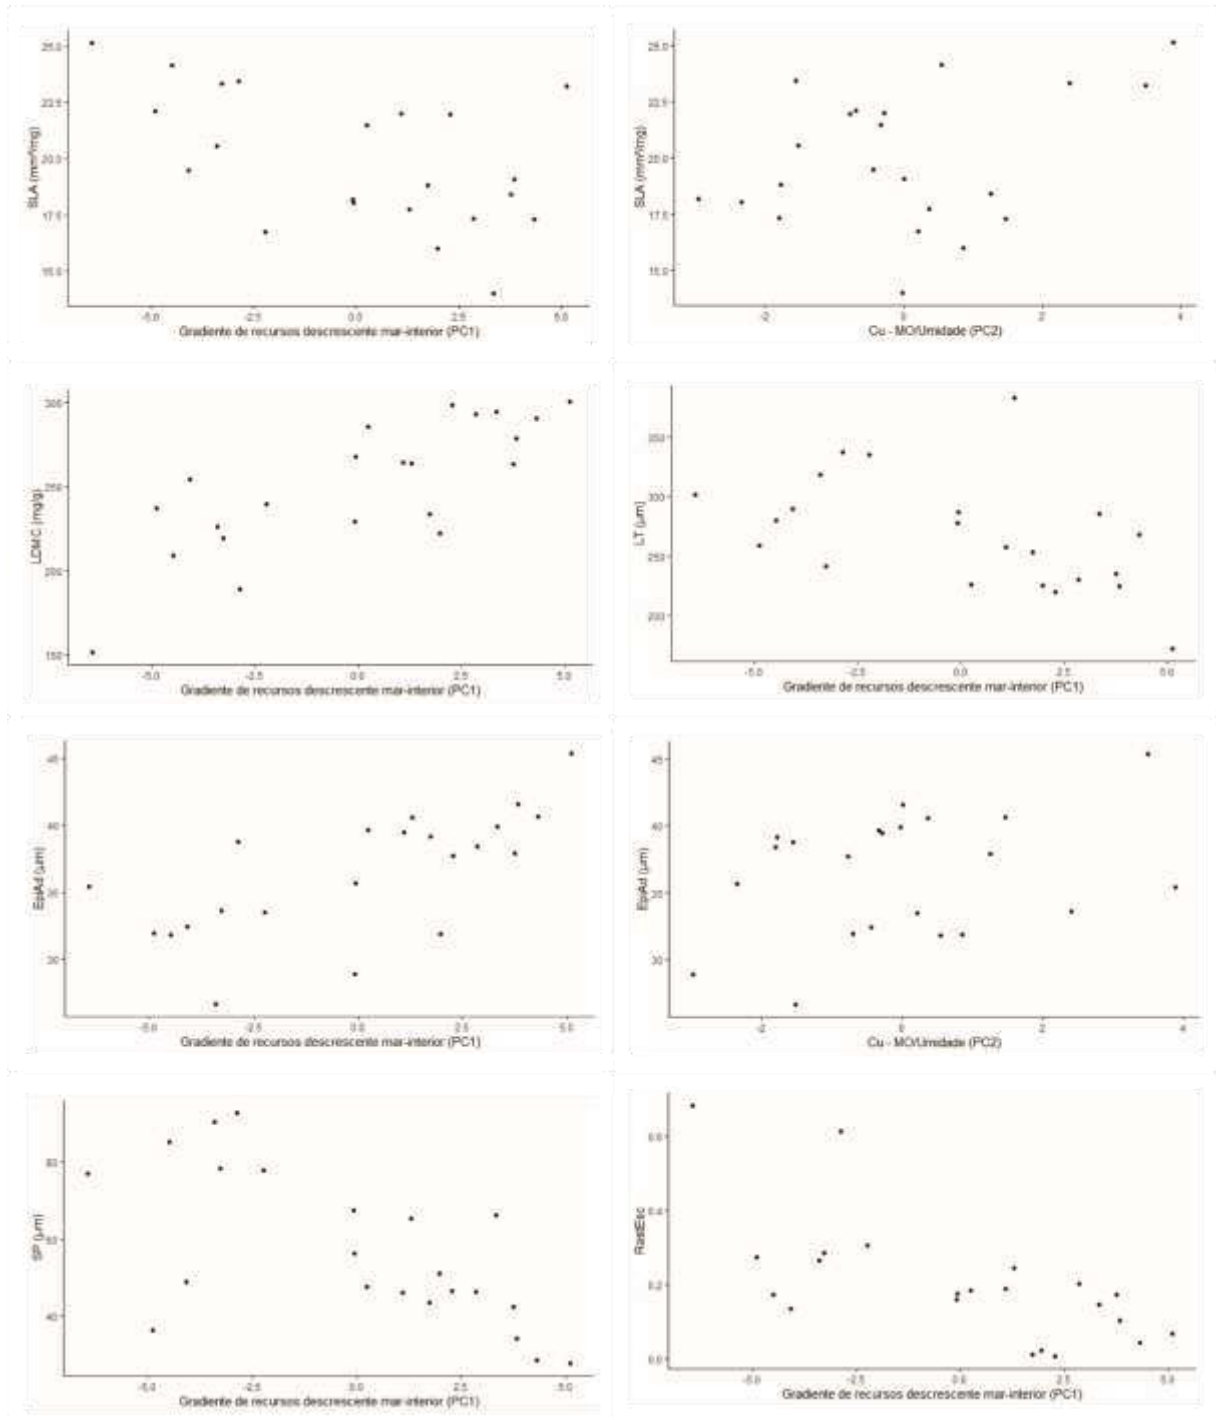 25.0
22.5
20.0
17.5
15.0
SLA (mm²/mg)
-5.0 -2.5 0.0 2.5 5.0
Gradiente de recursos descrescente mar-interior (PC1)
25.0
22.5
20.0
17.5
15.0
SLA (mm²/mg)
-2 0 2 4
Cu - MO/Umidade (PC2)
300
250
200
150
LDMC (mg/g)
-5.0 -2.5 0.0 2.5 5.0
Gradiente de recursos descrescente mar-interior (PC1)
350
300
250
200
LT (µm)
-5.0 -2.5 0.0 2.5 5.0
Gradiente de recursos descrescente mar-interior (PC1)
45
40
35
30
EpiAd (µm)
-5.0 -2.5 0.0 2.5 5.0
Gradiente de recursos descrescente mar-interior (PC1)
45
40
35
30
EpiAd (µm)
-2 0 2 4
Cu - MO/Umidade (PC2)
40
SP (µm)
-5.0 -2.5 0.0 2.5 5.0
Gradiente de recursos descrescente mar-interior (PC1)
0.6
0.4
0.2
0.0
RastEsc
-5.0 -2.5 0.0 2.5 5.0
Gradiente de recursos descrescente mar-interior (PC1)